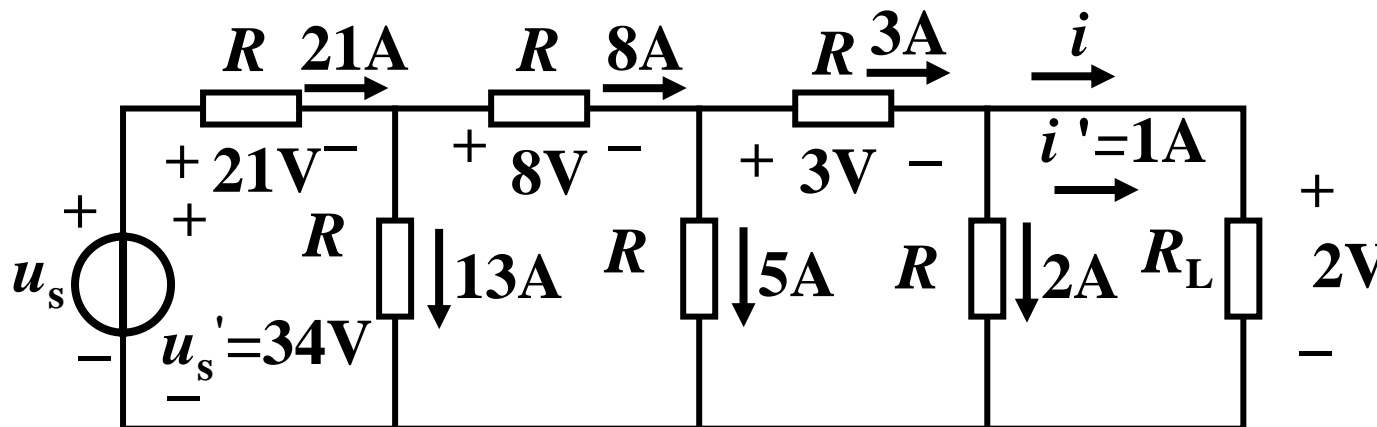 R 21A R 8A R 3A i
+ 21V − + 8V − + 3V − i '=1A
+ + R 13A R 5A R 2A R_L + 2V
u_s
− u_s'=34V −
−